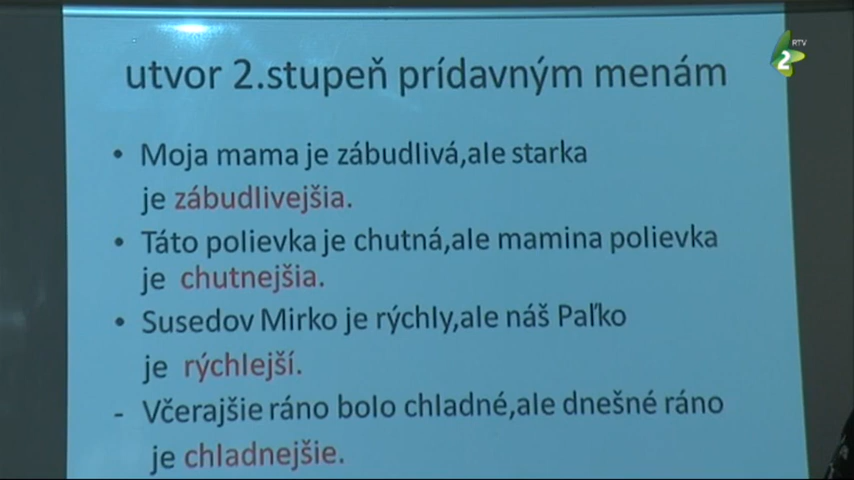 utvor 2.stupeň prídavným menám
• Moja mama je zábudlivá,ale starka
je zábudlivejšia.
• Táto polievka je chutná,ale mamina polievka
je chutnejšia.
• Susedov Mirko je rýchly,ale náš Paľko
je rýchlejší.
- Včerajšie ráno bolo chladné,ale dnešné ráno
je chladnejšie.
RTV
2